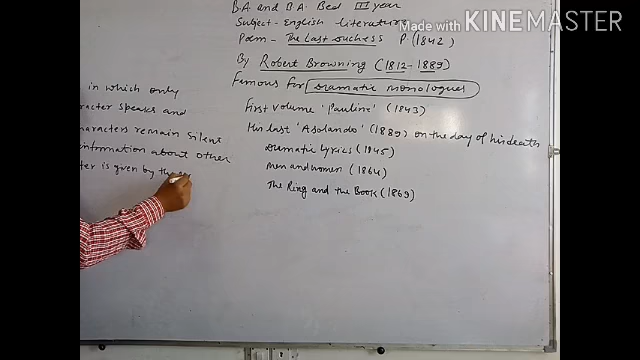 B.A and B.A. Bed III year
Subject - English literature
Poem - The Last duchess P. (1842)
By Robert Browning (1812-1889)
Famous for Dramatic monologues
First volume 'Pauline' (1843)
His last 'Asolando' (1889) on the day of his death
Dramatic lyrics (1845)
Men and women (1864)
The Ring and the Book (1869)
in which only
racter speaks and
haracters remain silent
information about other
ter is given by the
Made with KINEMASTER